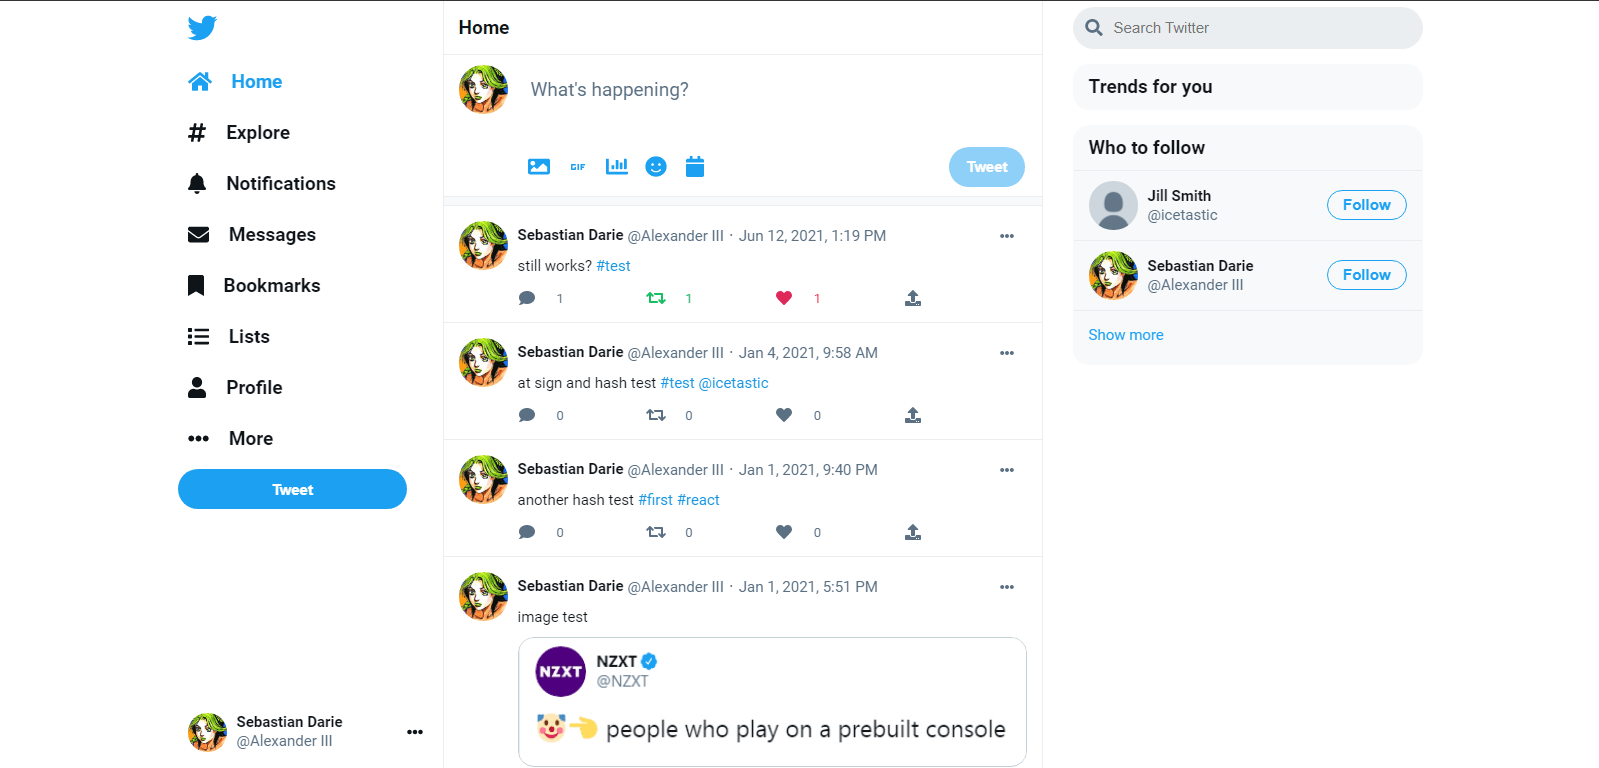 Home
Explore
Notifications
Messages
Bookmarks
Lists
Profile
More
Tweet
Sebastian Darie
@Alexander III
Home
What's happening?
GIF
Tweet
Sebastian Darie @Alexander III · Jun 12, 2021, 1:19 PM
still works? #test
1 1 1
Sebastian Darie @Alexander III · Jan 4, 2021, 9:58 AM
at sign and hash test #test @icetastic
0 0 0
Sebastian Darie @Alexander III · Jan 1, 2021, 9:40 PM
another hash test #first #react
0 0 0
Sebastian Darie @Alexander III · Jan 1, 2021, 5:51 PM
image test
NZXT
NZXT
@NZXT
people who play on a prebuilt console
Search Twitter
Trends for you
Who to follow
Jill Smith
@icetastic
Follow
Sebastian Darie
@Alexander III
Follow
Show more